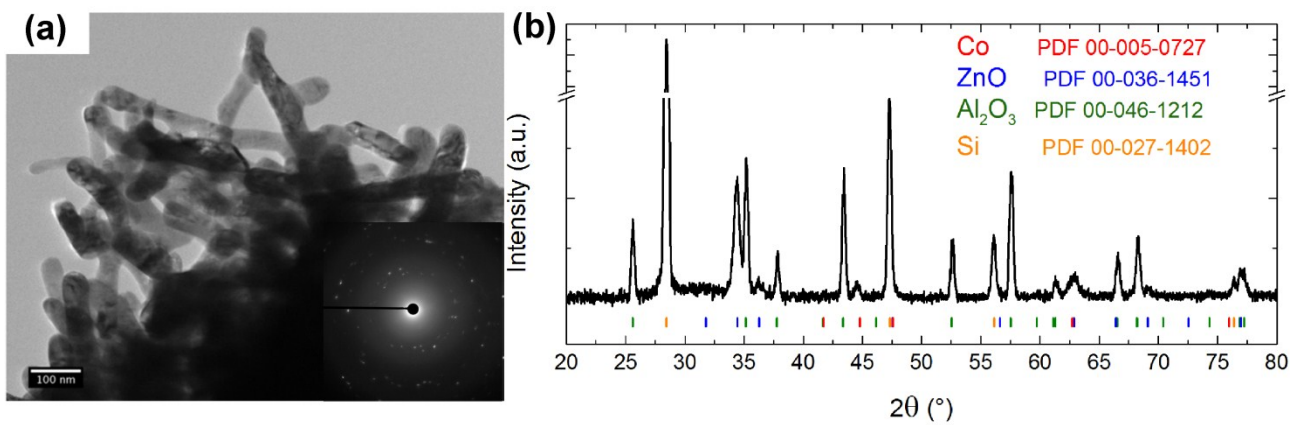 (a)
100 nm
(b)
Intensity (a.u.)
Co PDF 00-005-0727
ZnO PDF 00-036-1451
Al₂O₃ PDF 00-046-1212
Si PDF 00-027-1402
20 25 30 35 40 45 50 55 60 65 70 75 80
2θ (°)